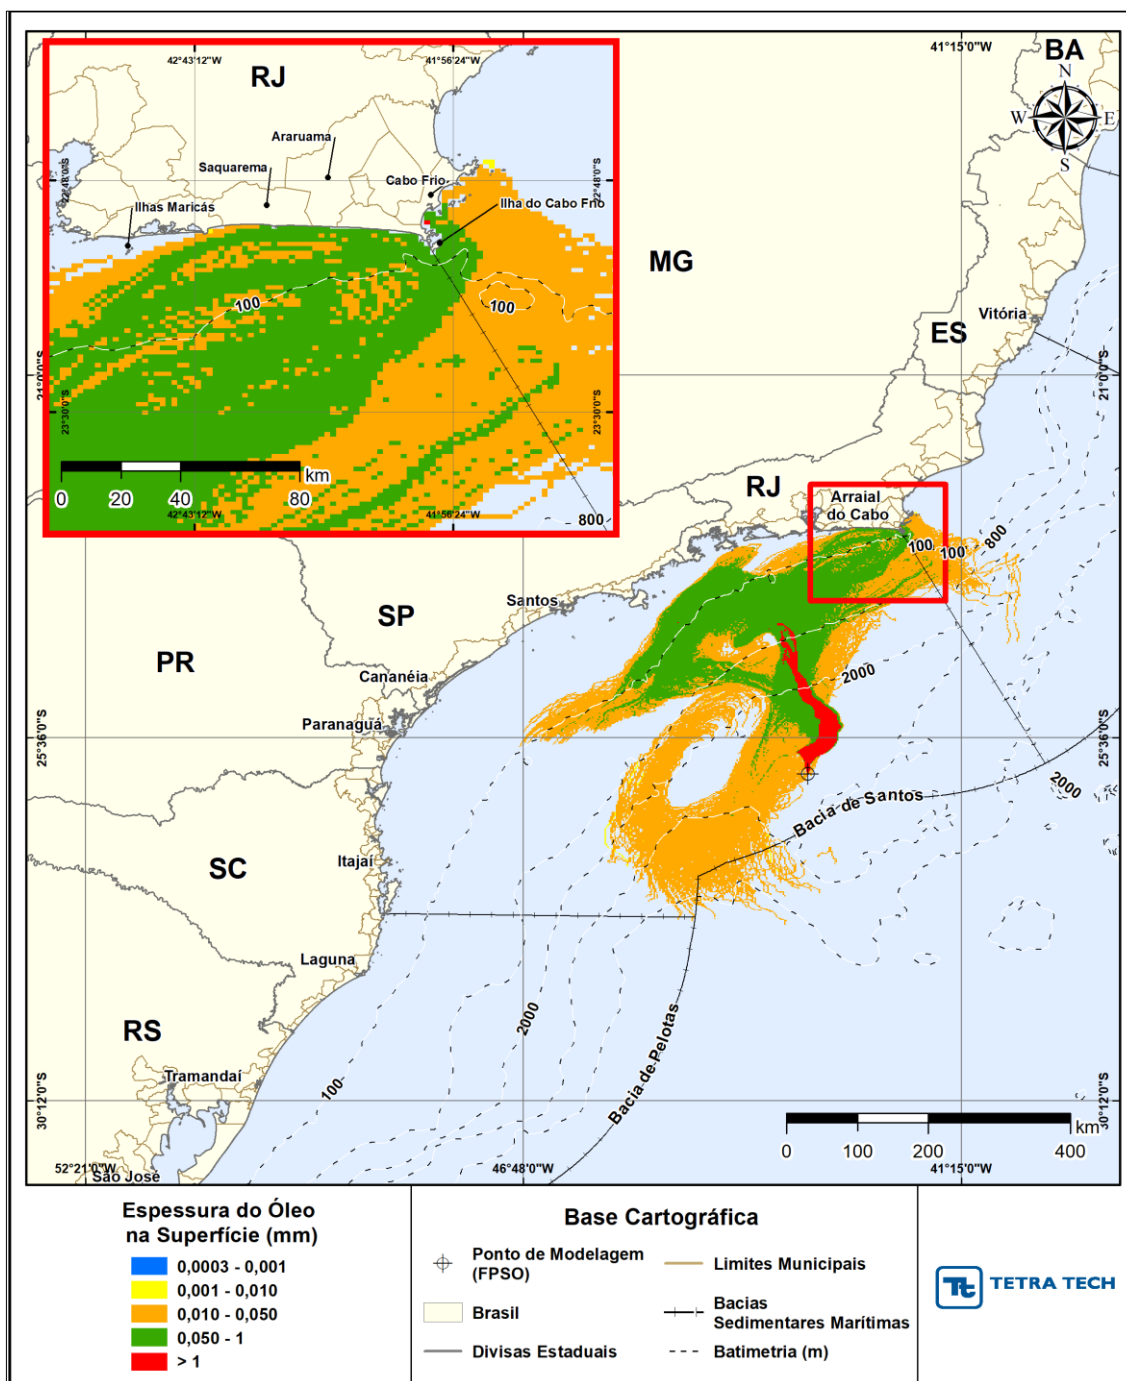 42°43'12"W
41°56'24"W
RJ
Araruama
Saquarema
Cabo Frio
Ilhas Maricás
Ilha do Cabo Frio
22°48'0"S
22°48'0"S
100
100
23°30'0"S
23°30'0"S
km
0 20 40 80
42°43'12"W
41°56'24"W
800
41°15'0"W
BA
N
W E
S
MG
ES
Vitória
21°0'0"S
21°0'0"S
RJ
Arraial
do Cabo
100
100
800
SP
Santos
PR
Cananéia
Paranaguá
2000
25°36'0"S
25°36'0"S
2000
Bacia de Santos
SC
Itajaí
Laguna
2000
100
Bacia de Pelotas
RS
Tramandaí
30°12'0"S
30°12'0"S
km
0 100 200 400
52°21'0"W
46°48'0"W
41°15'0"W
São José
Espessura do Óleo
na Superfície (mm)
0,0003 - 0,001
0,001 - 0,010
0,010 - 0,050
0,050 - 1
> 1
Base Cartográfica
Ponto de Modelagem
(FPSO)
Brasil
Divisas Estaduais
Limites Municipais
Bacias
Sedimentares Marítimas
Batimetria (m)
Tt TETRA TECH